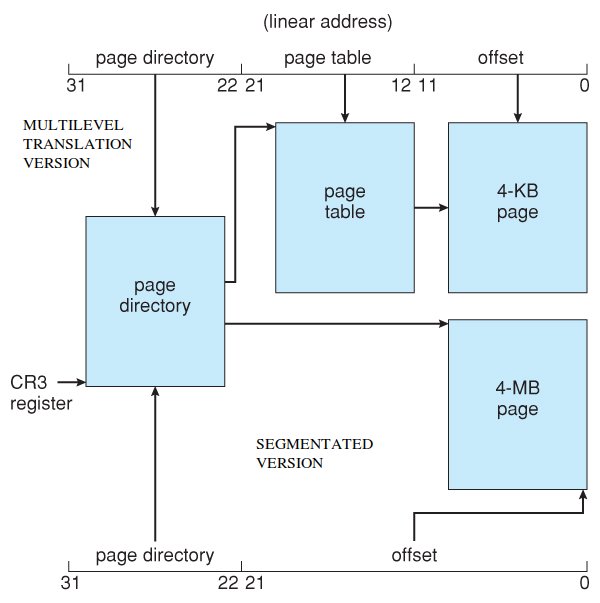 (linear address)
page directory page table offset
31 22 21 12 11 0
MULTILEVEL
TRANSLATION
VERSION
page
table
4-KB
page
page
directory
CR3
register
4-MB
page
SEGMENTATED
VERSION
page directory offset
31 22 21 0